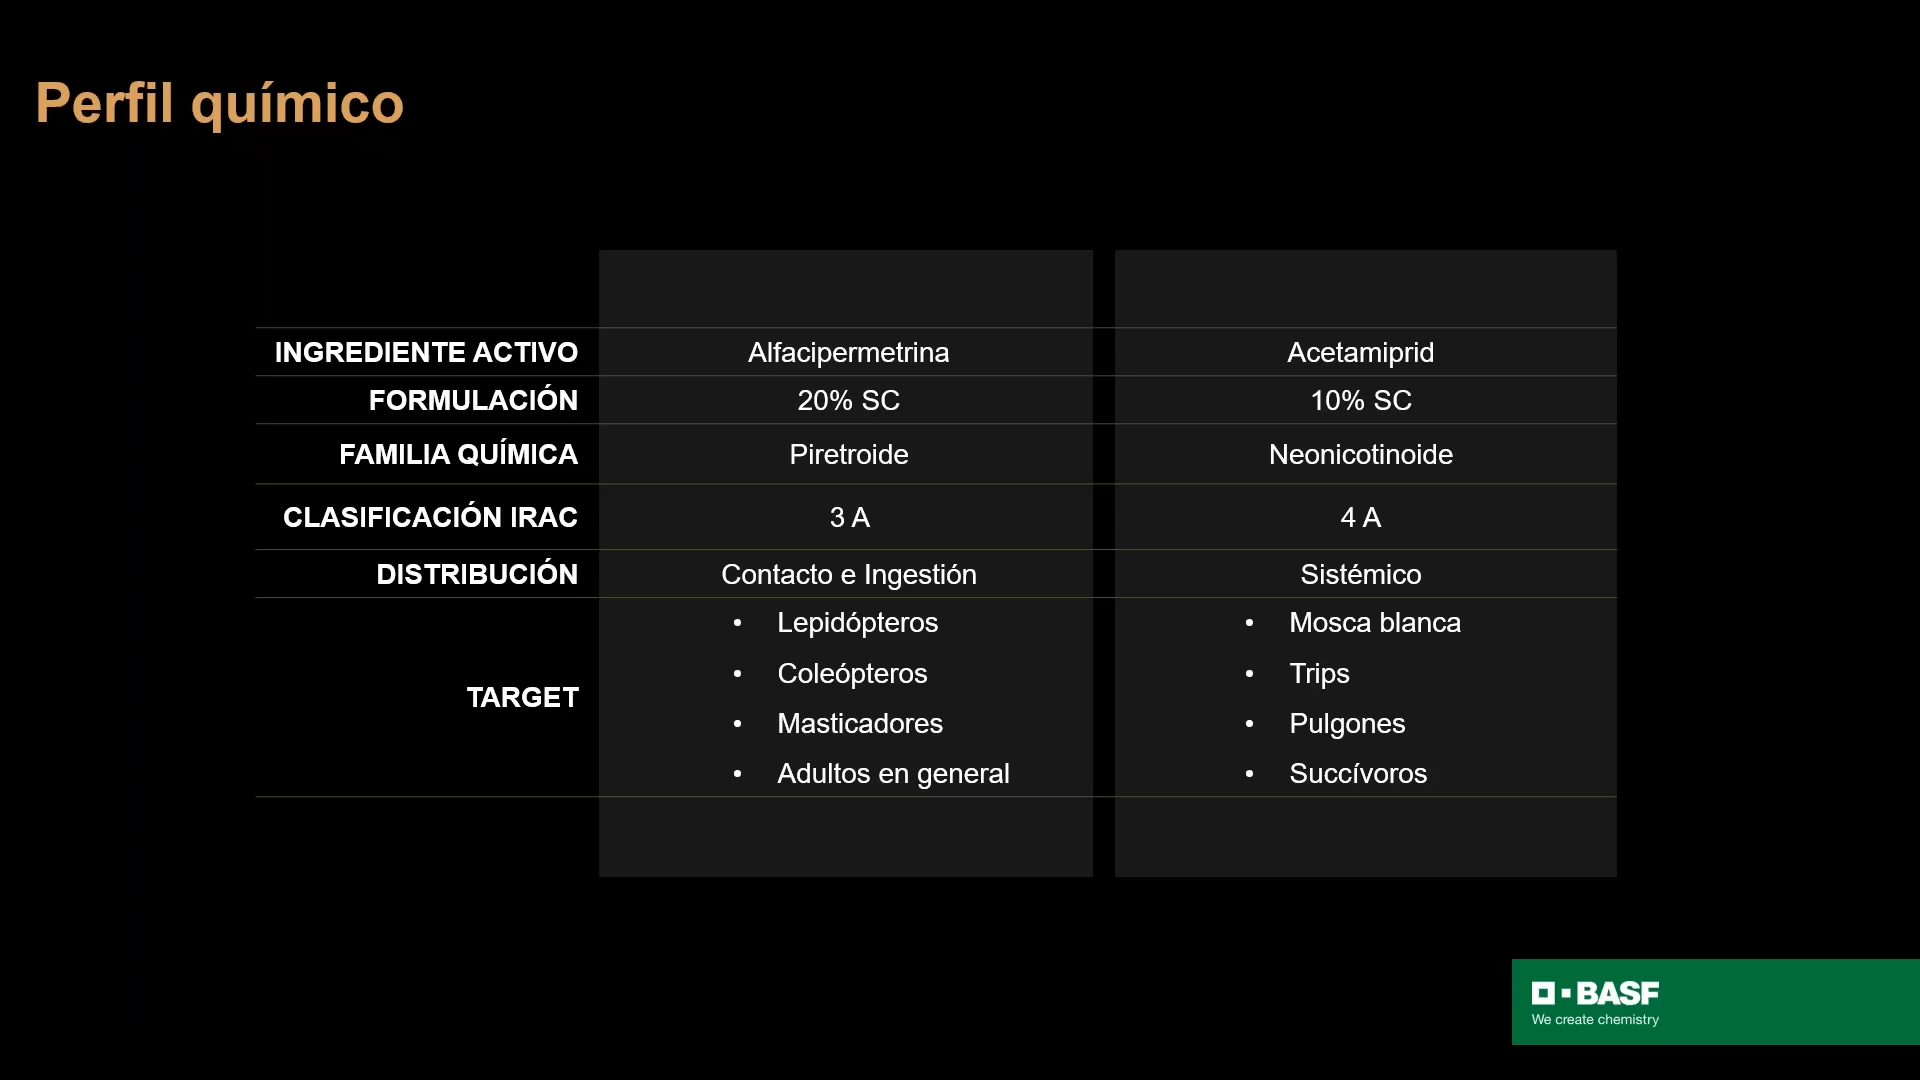 Perfil químico
INGREDIENTE ACTIVO Alfacipermetrina Acetamiprid
FORMULACIÓN 20% SC 10% SC
FAMILIA QUÍMICA Piretroide Neonicotinoide
CLASIFICACIÓN IRAC 3 A 4 A
DISTRIBUCIÓN Contacto e Ingestión Sistémico
TARGET
• Lepidópteros
• Coleópteros
• Masticadores
• Adultos en general
• Mosca blanca
• Trips
• Pulgones
• Succívoros
BASF
We create chemistry